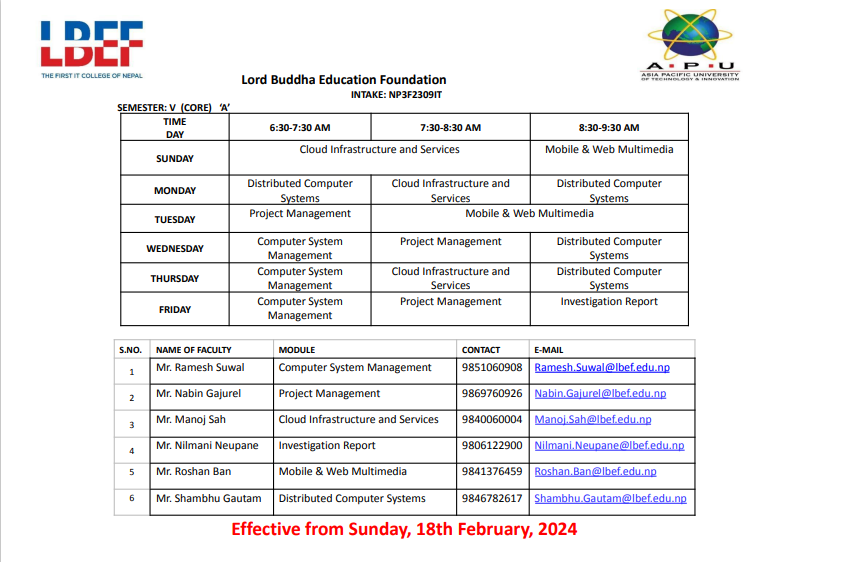 LBEF
THE FIRST IT COLLEGE OF NEPAL
A.P.U
ASIA PACIFIC UNIVERSITY
OF TECHNOLOGY & INNOVATION
Lord Buddha Education Foundation
INTAKE: NP3F2309IT
SEMESTER: V (CORE) ‘A’
TIME
DAY
6:30-7:30 AM
7:30-8:30 AM
8:30-9:30 AM
SUNDAY
Cloud Infrastructure and Services
Mobile & Web Multimedia
MONDAY
Distributed Computer
Systems
Cloud Infrastructure and
Services
Distributed Computer
Systems
TUESDAY
Project Management
Mobile & Web Multimedia
WEDNESDAY
Computer System
Management
Project Management
Distributed Computer
Systems
THURSDAY
Computer System
Management
Cloud Infrastructure and
Services
Distributed Computer
Systems
FRIDAY
Computer System
Management
Project Management
Investigation Report
S.NO. NAME OF FACULTY MODULE CONTACT E-MAIL
1 Mr. Ramesh Suwal Computer System Management 9851060908 Ramesh.Suwal@lbef.edu.np
2 Mr. Nabin Gajurel Project Management 9869760926 Nabin.Gajurel@lbef.edu.np
3 Mr. Manoj Sah Cloud Infrastructure and Services 9840060004 Manoj.Sah@lbef.edu.np
4 Mr. Nilmani Neupane Investigation Report 9806122900 Nilmani.Neupane@lbef.edu.np
5 Mr. Roshan Ban Mobile & Web Multimedia 9841376459 Roshan.Ban@lbef.edu.np
6 Mr. Shambhu Gautam Distributed Computer Systems 9846782617 Shambhu.Gautam@lbef.edu.np
Effective from Sunday, 18th February, 2024